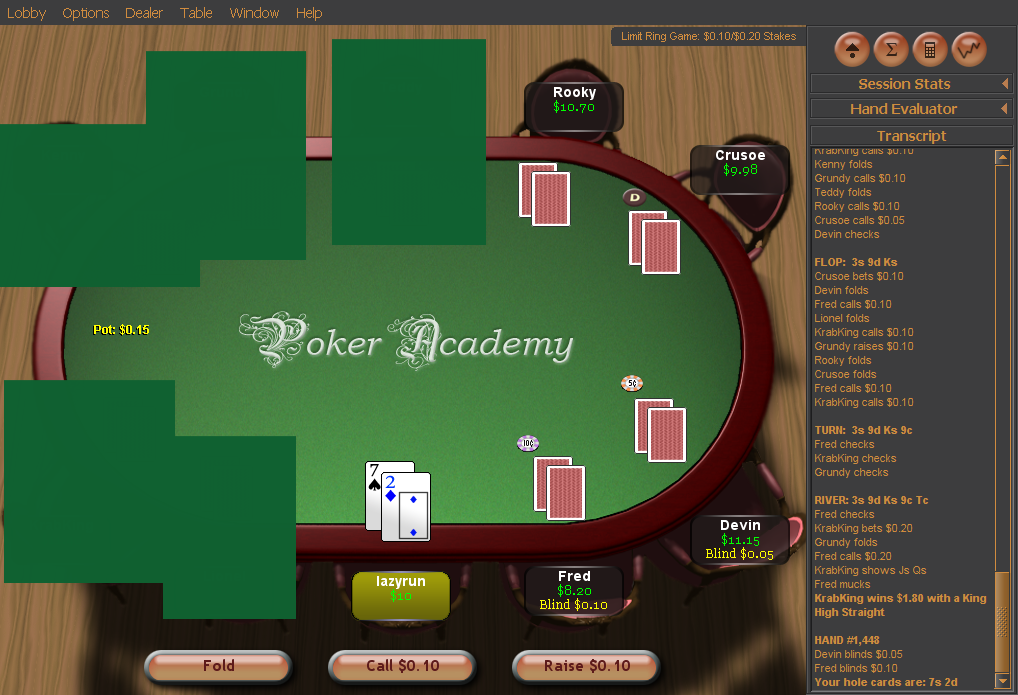 Lobby Options Dealer Table Window Help
Limit Ring Game: $0.10/$0.20 Stakes
Rooky
$10.70
Crusoe
$9.98
D
Pot: $0.15
Poker Academy
5¢
10¢
7
2
lazyrun
$10
Fred
$8.20
Blind $0.10
Devin
$11.15
Blind $0.05
Fold
Call $0.10
Raise $0.10
Σ
Session Stats
Hand Evaluator
Transcript
KrabKing calls $0.10
Kenny folds
Grundy calls $0.10
Teddy folds
Rooky calls $0.10
Crusoe calls $0.05
Devin checks
FLOP: 3s 9d Ks
Crusoe bets $0.10
Devin folds
Fred calls $0.10
Lionel folds
KrabKing calls $0.10
Grundy raises $0.10
Rooky folds
Crusoe folds
Fred calls $0.10
KrabKing calls $0.10
TURN: 3s 9d Ks 9c
Fred checks
KrabKing checks
Grundy checks
RIVER: 3s 9d Ks 9c Tc
Fred checks
KrabKing bets $0.20
Grundy folds
Fred calls $0.20
KrabKing shows Js Qs
Fred mucks
KrabKing wins $1.80 with a King
High Straight
HAND #1,448
Devin blinds $0.05
Fred blinds $0.10
Your hole cards are: 7s 2d